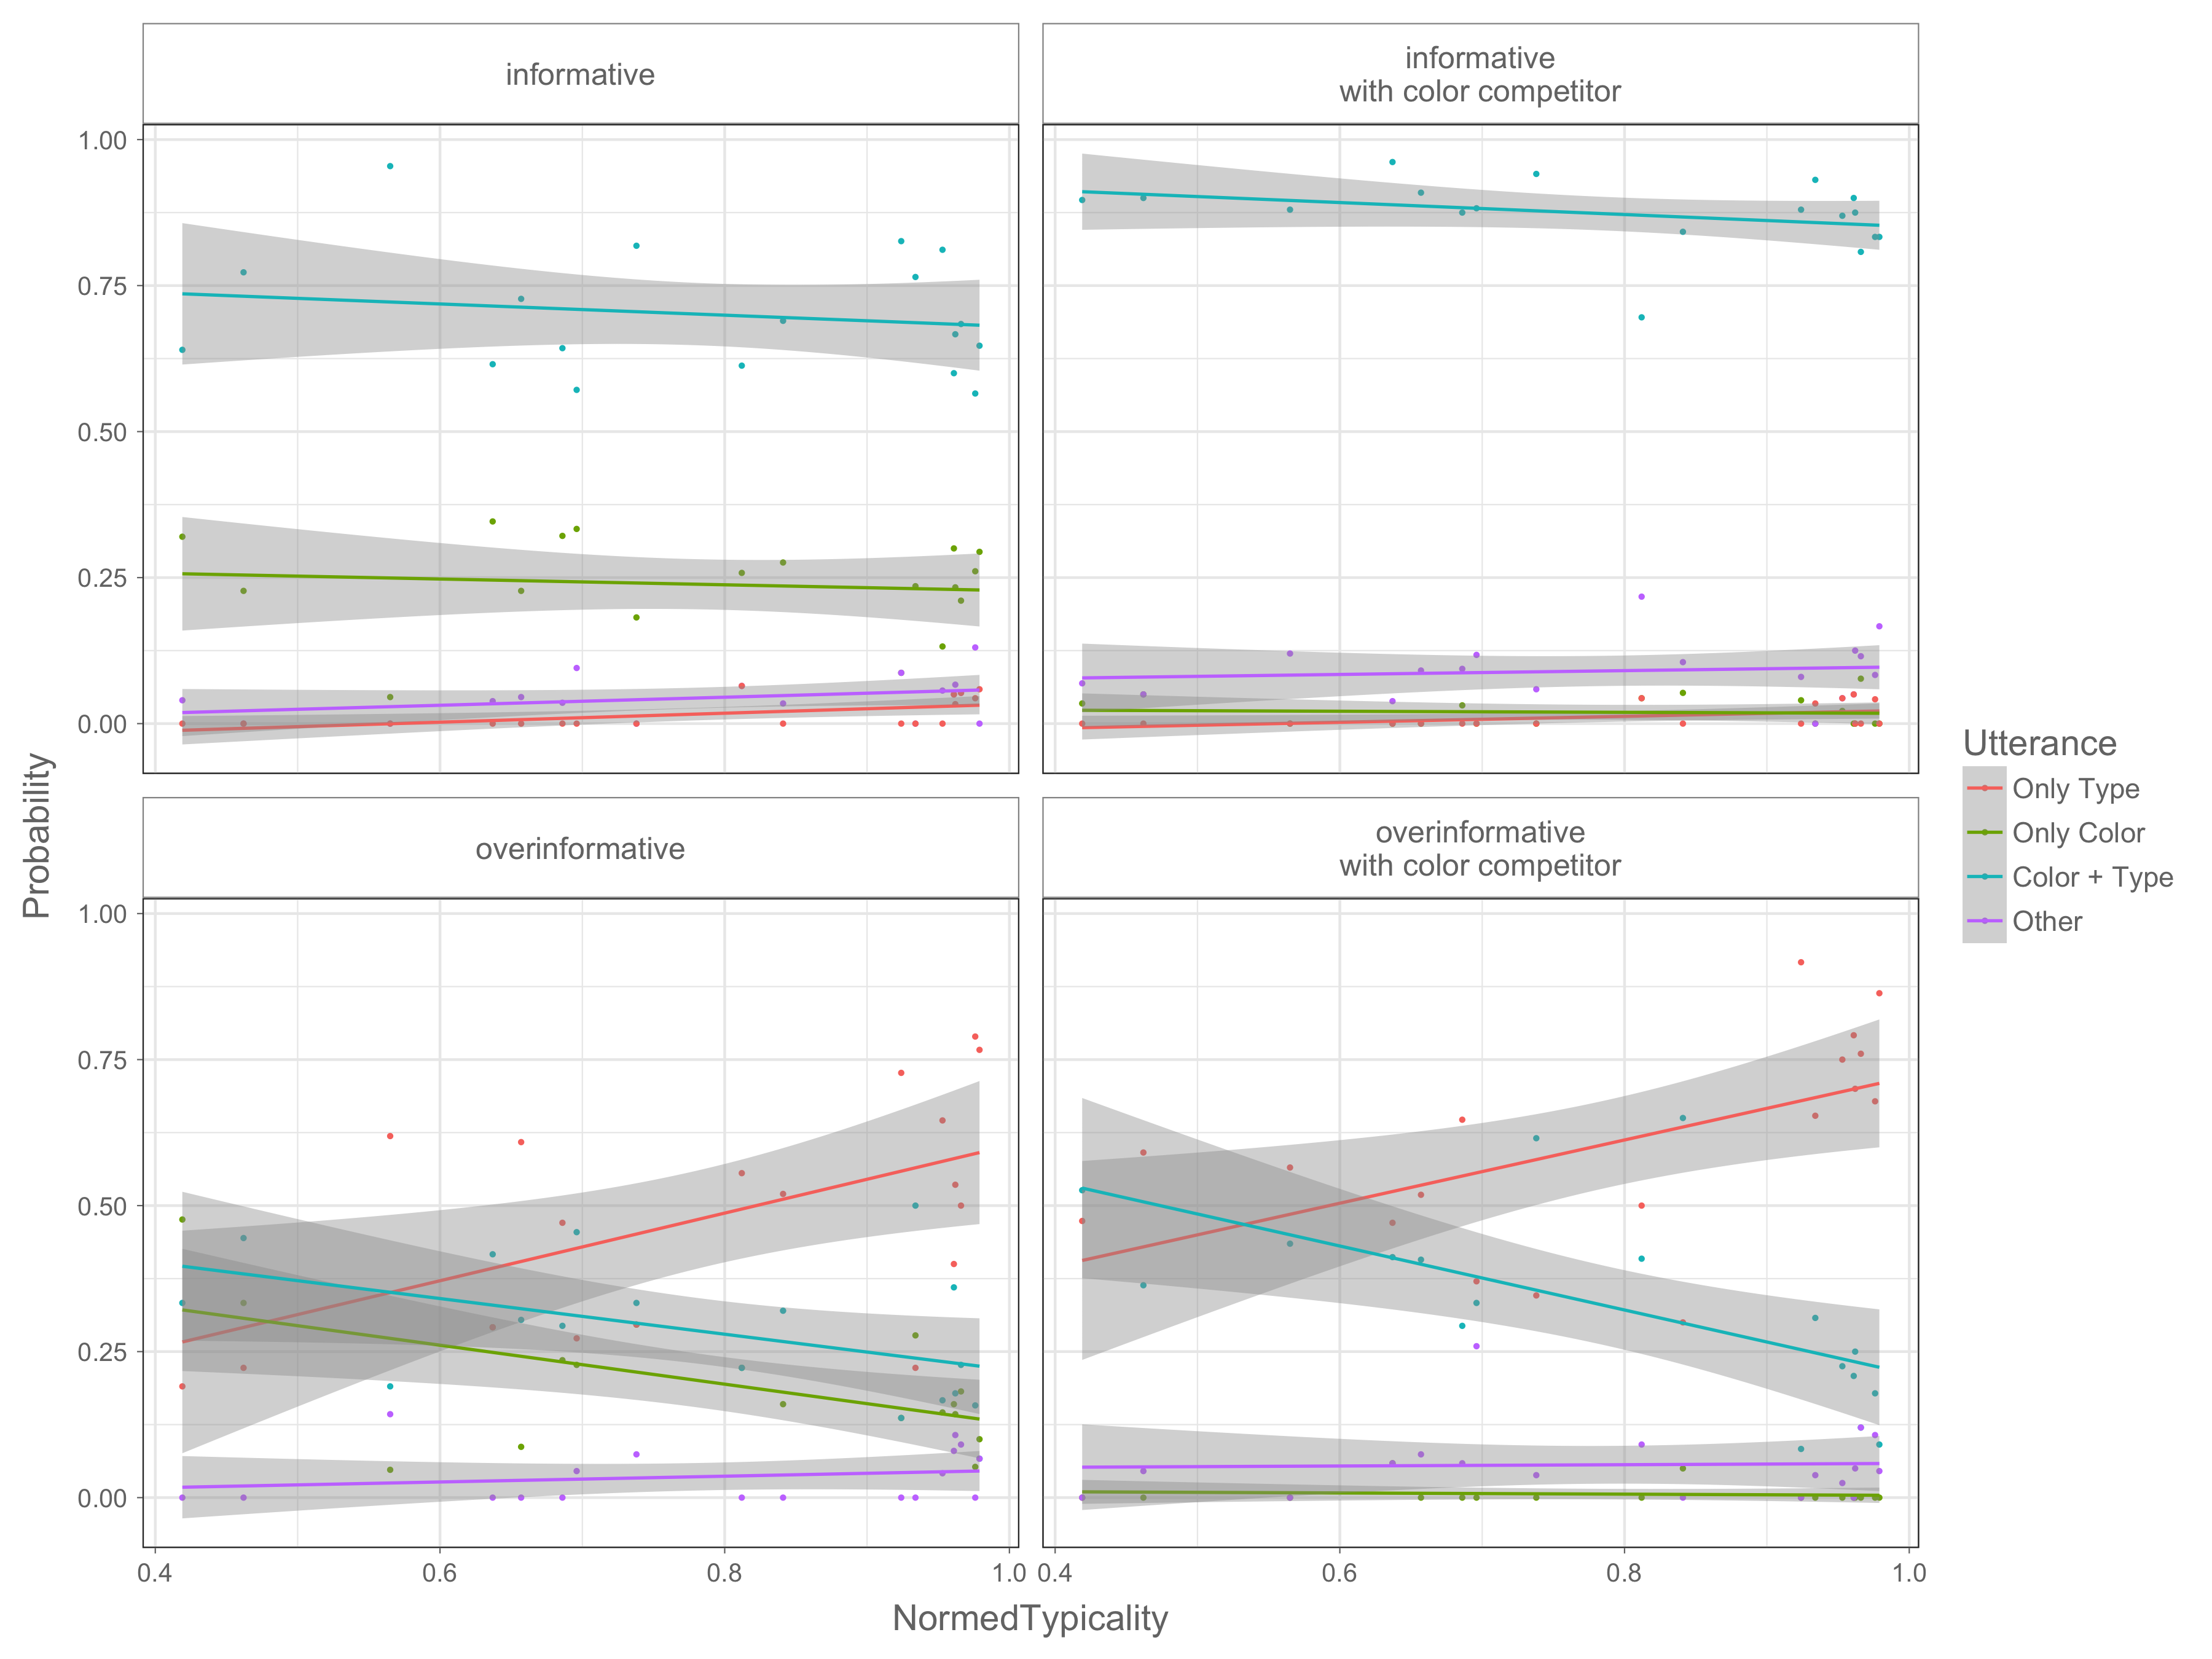 informative
informative
with color competitor
1.00
0.75
0.50
0.25
0.00
overinformative
overinformative
with color competitor
1.00
0.75
0.50
0.25
0.00
0.4
0.6
0.8
1.0
0.4
0.6
0.8
1.0
NormedTypicality
Probability
Utterance
Only Type
Only Color
Color + Type
Other